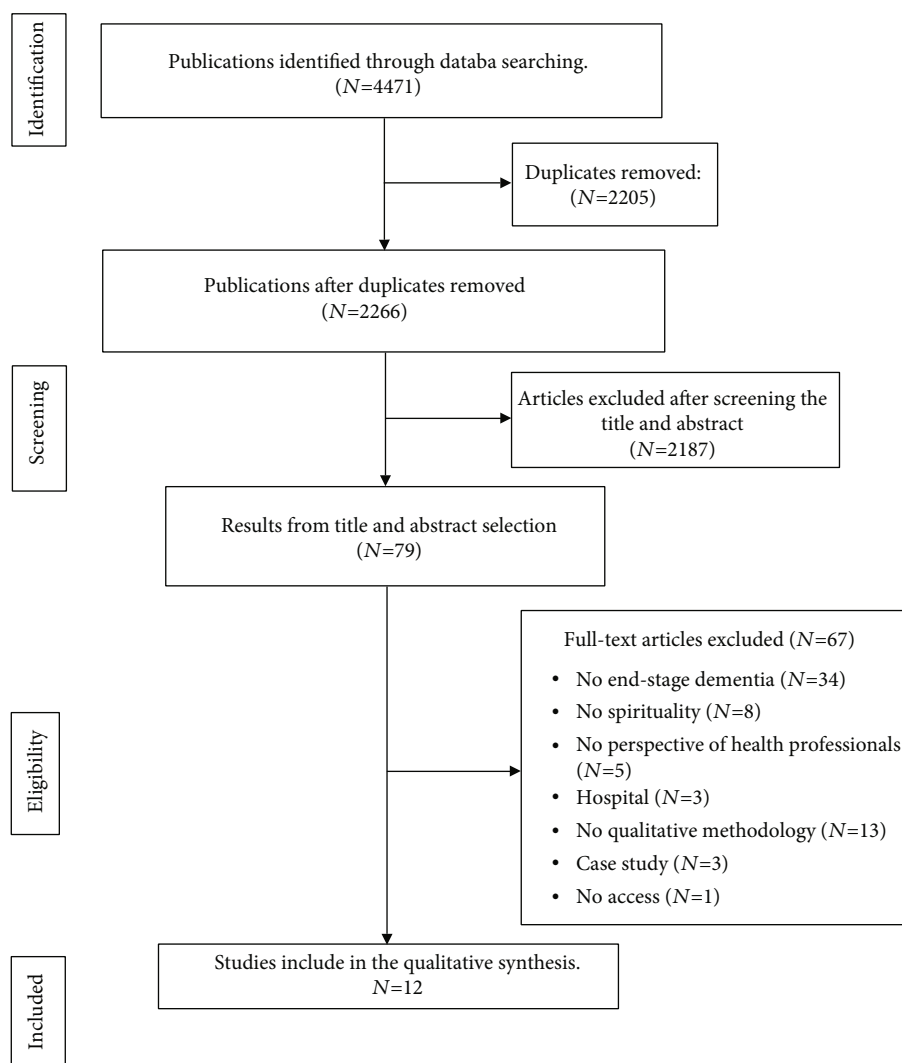 Identification
Publications identified through databa searching.
(N=4471)
Duplicates removed:
(N=2205)
Publications after duplicates removed
(N=2266)
Screening
Articles excluded after screening the
title and abstract
(N=2187)
Results from title and abstract selection
(N=79)
Eligibility
Full-text articles excluded (N=67)
• No end-stage dementia (N=34)
• No spirituality (N=8)
• No perspective of health professionals
(N=5)
• Hospital (N=3)
• No qualitative methodology (N=13)
• Case study (N=3)
• No access (N=1)
Included
Studies include in the qualitative synthesis.
N=12